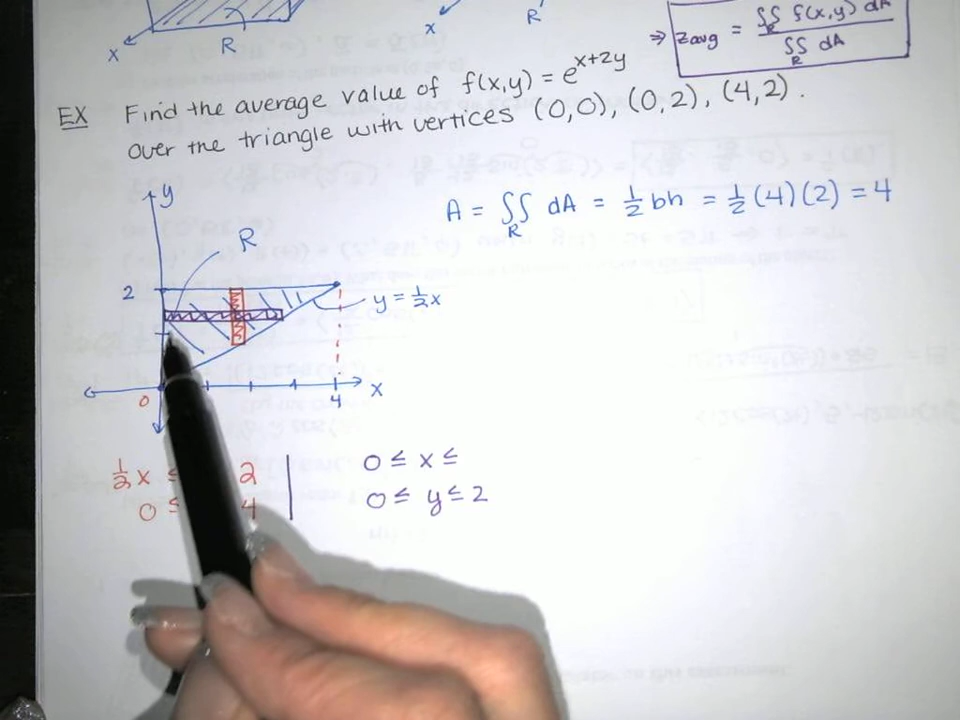 x R x R
⇒ Zavg = ∬R f(x,y) dA / ∬R dA
EX Find the average value of f(x,y) = e^(x+2y)
over the triangle with vertices (0,0), (0,2), (4,2).
y
A = ∬R dA = ½bh = ½(4)(2) = 4
R
2
y = ½x
x
0 4
½x ≤ 2 | 0 ≤ x ≤
0 ≤ 4 | 0 ≤ y ≤ 2